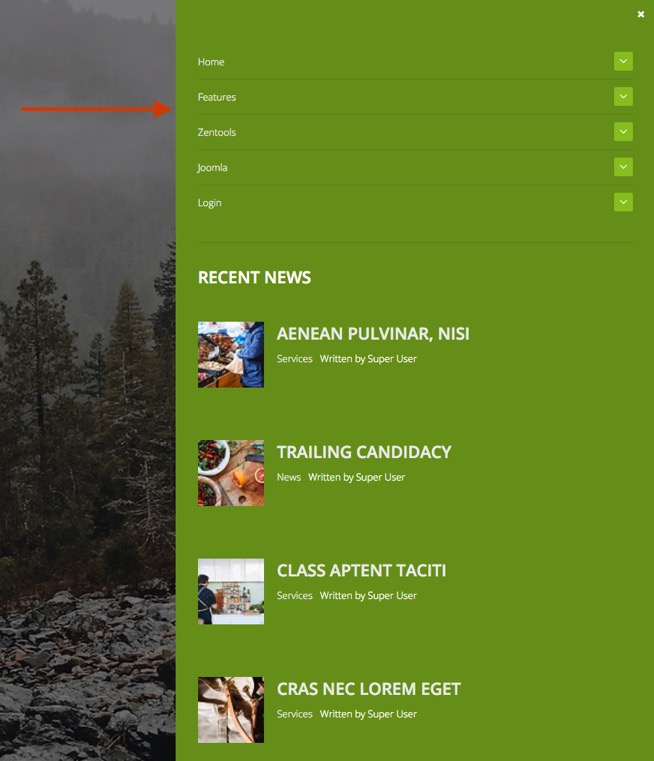 Home
Features
Zentools
Joomla
Login
RECENT NEWS
AENEAN PULVINAR, NISI
Services Written by Super User
TRAILING CANDIDACY
News Written by Super User
CLASS APTENT TACITI
Services Written by Super User
CRAS NEC LOREM EGET
Services Written by Super User